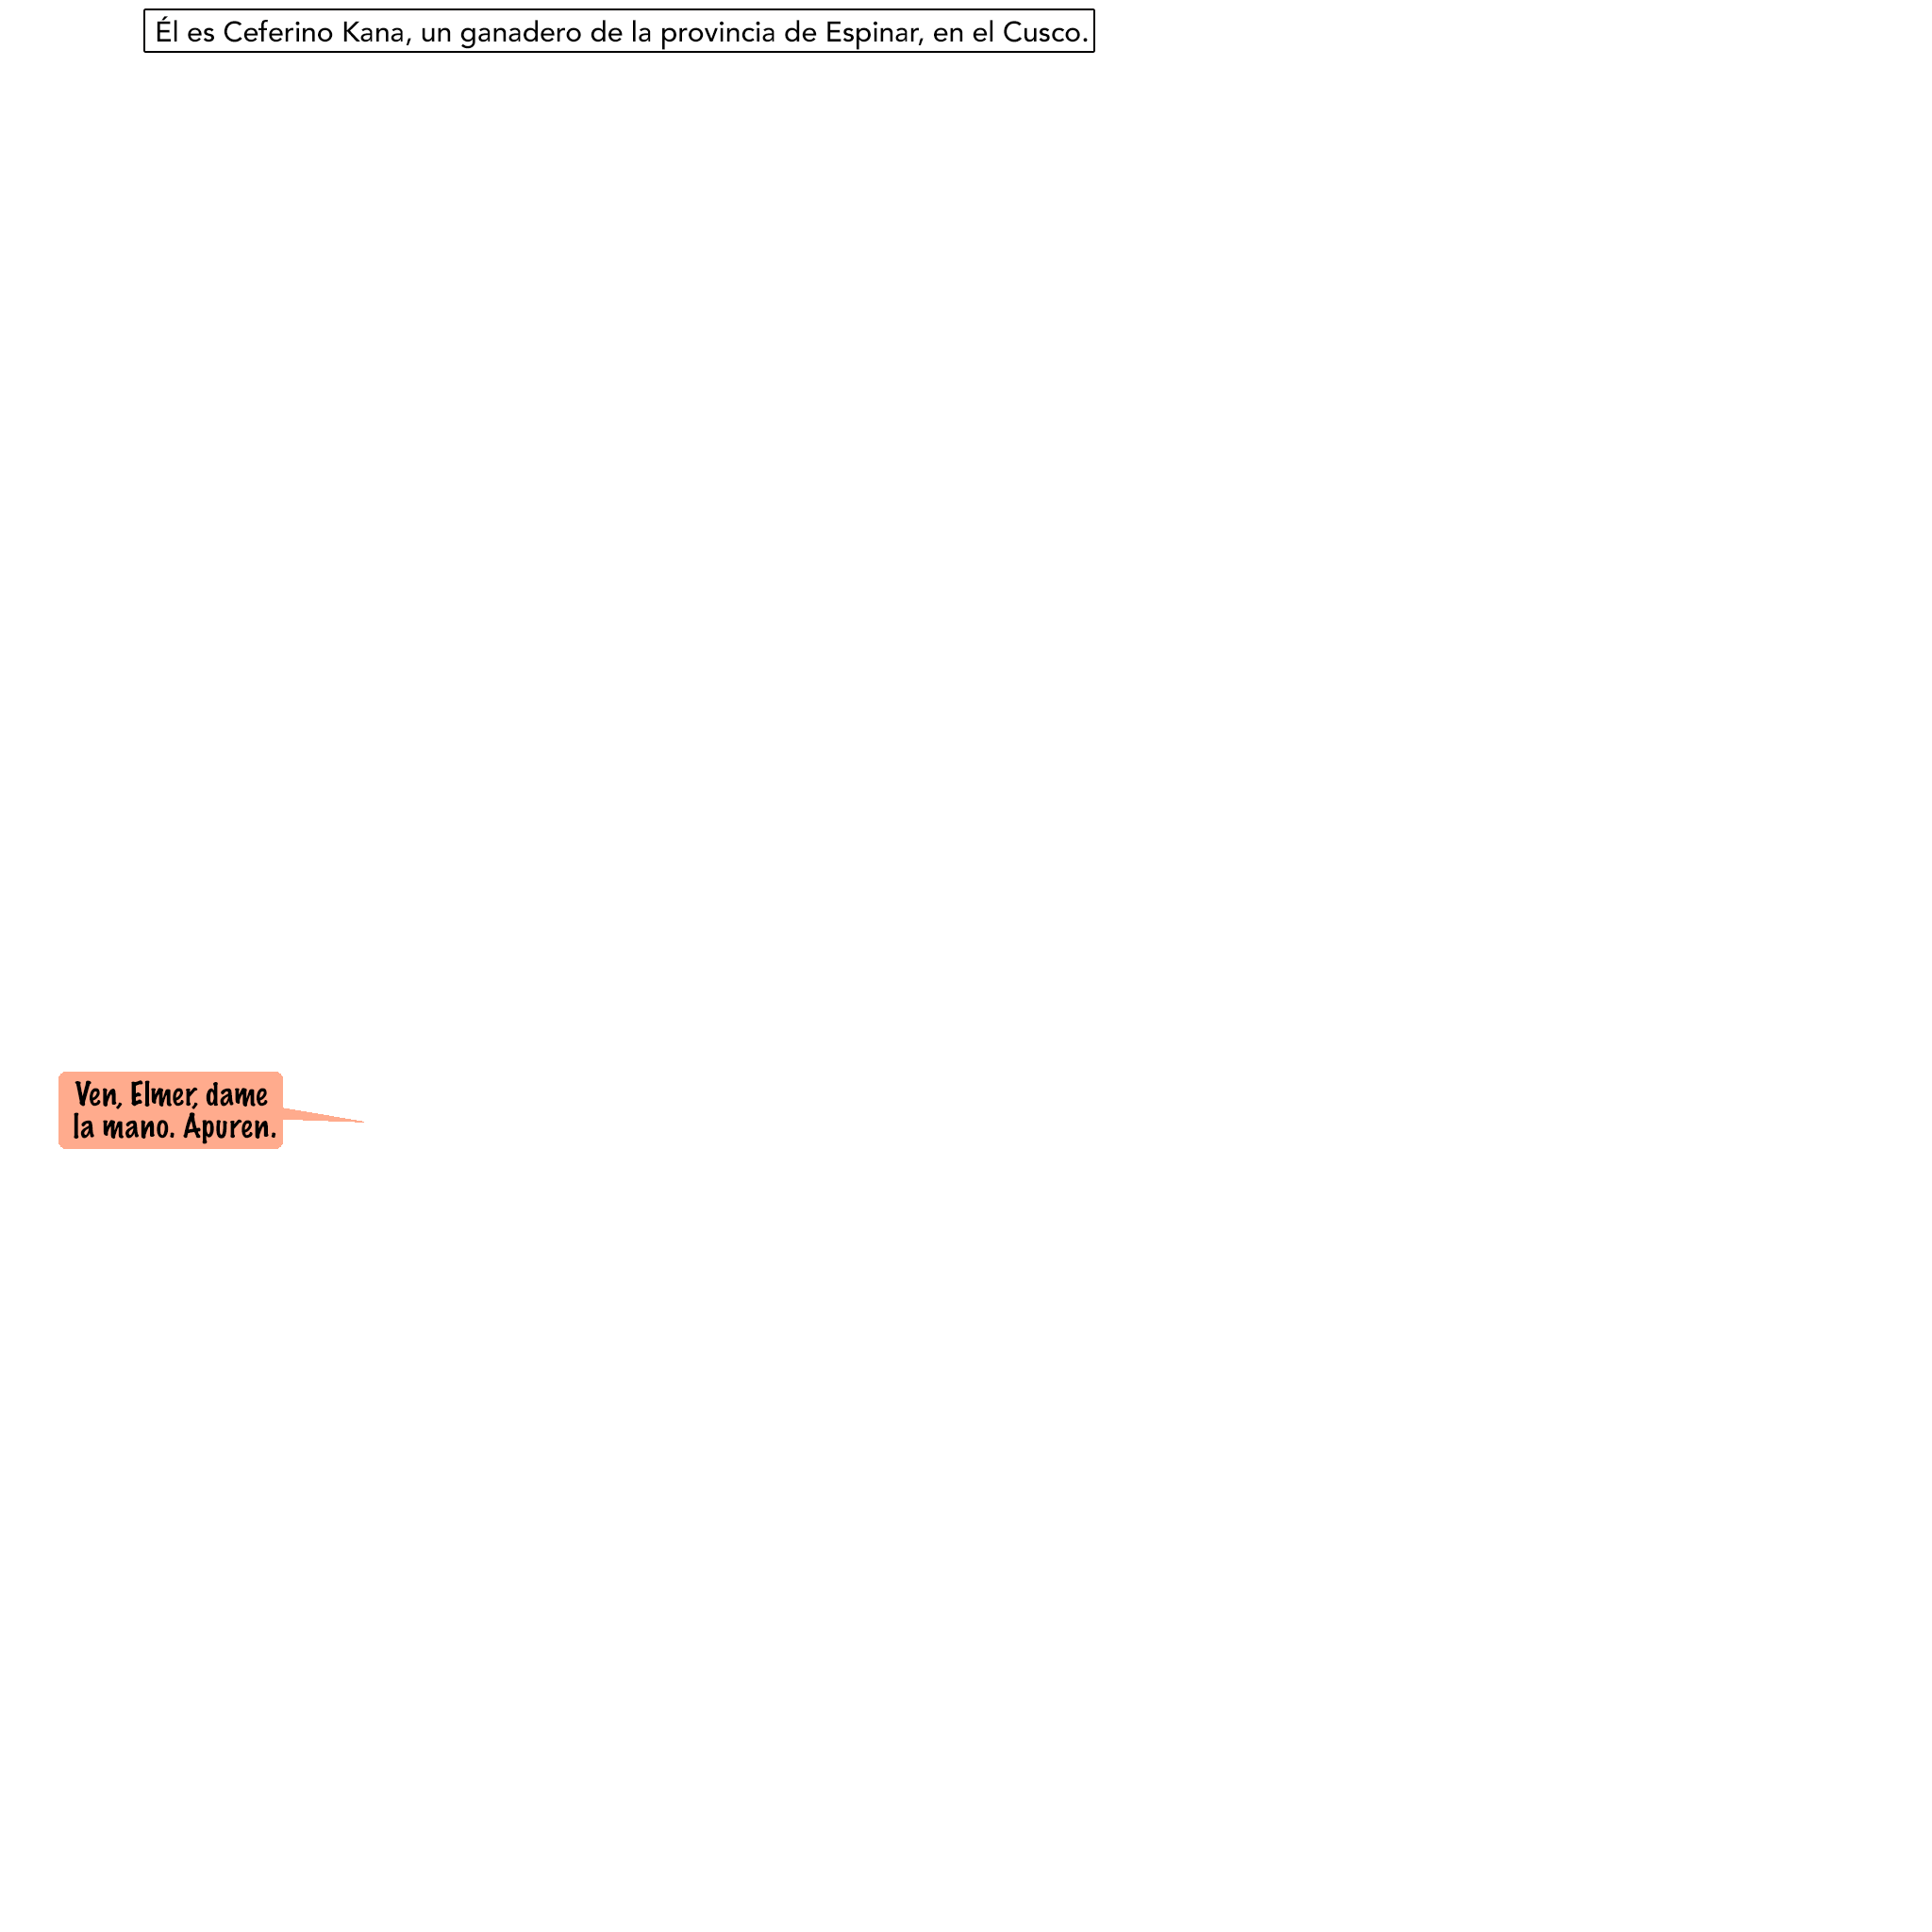 Él es Ceferino Kana, un ganadero de la provincia de Espinar, en el Cusco.
Ven, Elmer, dame
la mano. Apuren.